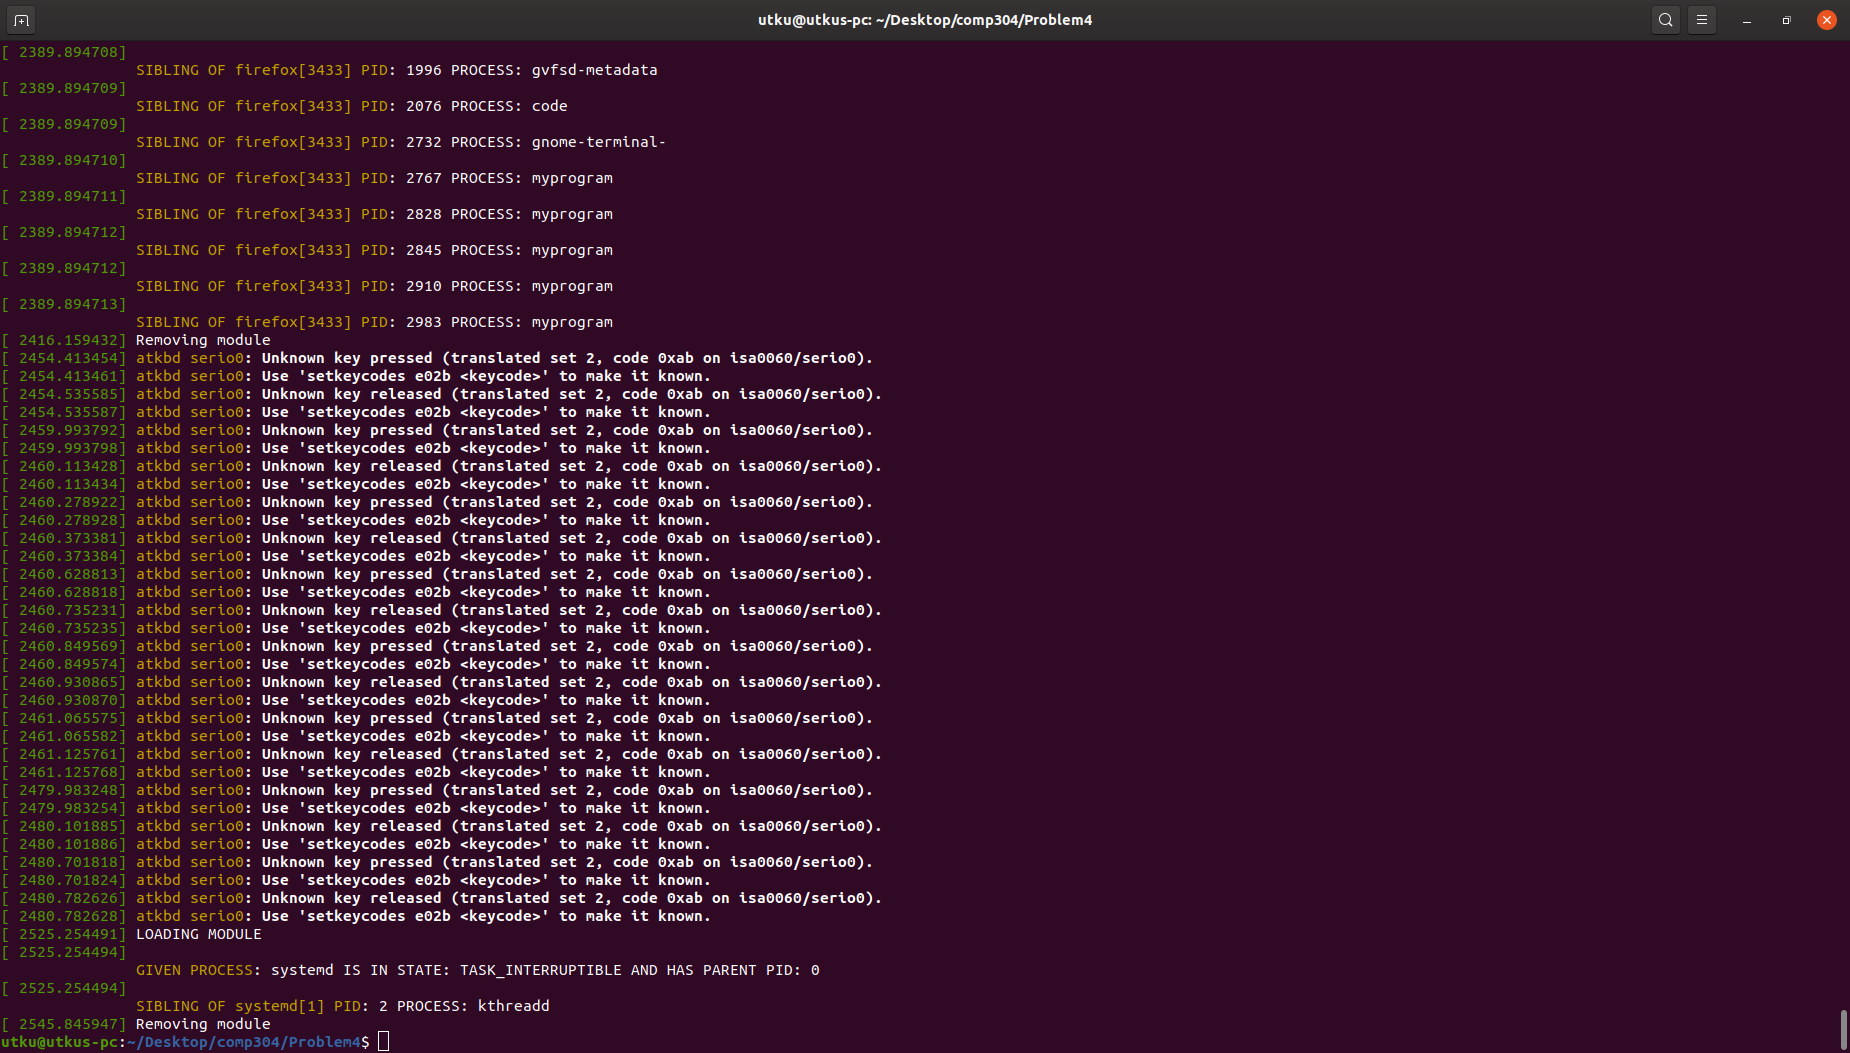 utku@utkus-pc: ~/Desktop/comp304/Problem4
[ 2389.894708]
SIBLING OF firefox[3433] PID: 1996 PROCESS: gvfsd-metadata
[ 2389.894709]
SIBLING OF firefox[3433] PID: 2076 PROCESS: code
[ 2389.894709]
SIBLING OF firefox[3433] PID: 2732 PROCESS: gnome-terminal-
[ 2389.894710]
SIBLING OF firefox[3433] PID: 2767 PROCESS: myprogram
[ 2389.894711]
SIBLING OF firefox[3433] PID: 2828 PROCESS: myprogram
[ 2389.894712]
SIBLING OF firefox[3433] PID: 2845 PROCESS: myprogram
[ 2389.894712]
SIBLING OF firefox[3433] PID: 2910 PROCESS: myprogram
[ 2389.894713]
SIBLING OF firefox[3433] PID: 2983 PROCESS: myprogram
[ 2416.159432] Removing module
[ 2454.413454] atkbd serio0: Unknown key pressed (translated set 2, code 0xab on isa0060/serio0).
[ 2454.413461] atkbd serio0: Use 'setkeycodes e02b <keycode>' to make it known.
[ 2454.535585] atkbd serio0: Unknown key released (translated set 2, code 0xab on isa0060/serio0).
[ 2454.535587] atkbd serio0: Use 'setkeycodes e02b <keycode>' to make it known.
[ 2459.993792] atkbd serio0: Unknown key pressed (translated set 2, code 0xab on isa0060/serio0).
[ 2459.993798] atkbd serio0: Use 'setkeycodes e02b <keycode>' to make it known.
[ 2460.113428] atkbd serio0: Unknown key released (translated set 2, code 0xab on isa0060/serio0).
[ 2460.113434] atkbd serio0: Use 'setkeycodes e02b <keycode>' to make it known.
[ 2460.278922] atkbd serio0: Unknown key pressed (translated set 2, code 0xab on isa0060/serio0).
[ 2460.278928] atkbd serio0: Use 'setkeycodes e02b <keycode>' to make it known.
[ 2460.373381] atkbd serio0: Unknown key released (translated set 2, code 0xab on isa0060/serio0).
[ 2460.373384] atkbd serio0: Use 'setkeycodes e02b <keycode>' to make it known.
[ 2460.628813] atkbd serio0: Unknown key pressed (translated set 2, code 0xab on isa0060/serio0).
[ 2460.628818] atkbd serio0: Use 'setkeycodes e02b <keycode>' to make it known.
[ 2460.735231] atkbd serio0: Unknown key released (translated set 2, code 0xab on isa0060/serio0).
[ 2460.735235] atkbd serio0: Use 'setkeycodes e02b <keycode>' to make it known.
[ 2460.849569] atkbd serio0: Unknown key pressed (translated set 2, code 0xab on isa0060/serio0).
[ 2460.849574] atkbd serio0: Use 'setkeycodes e02b <keycode>' to make it known.
[ 2460.930865] atkbd serio0: Unknown key released (translated set 2, code 0xab on isa0060/serio0).
[ 2460.930870] atkbd serio0: Use 'setkeycodes e02b <keycode>' to make it known.
[ 2461.065575] atkbd serio0: Unknown key pressed (translated set 2, code 0xab on isa0060/serio0).
[ 2461.065582] atkbd serio0: Use 'setkeycodes e02b <keycode>' to make it known.
[ 2461.125761] atkbd serio0: Unknown key released (translated set 2, code 0xab on isa0060/serio0).
[ 2461.125768] atkbd serio0: Use 'setkeycodes e02b <keycode>' to make it known.
[ 2479.983248] atkbd serio0: Unknown key pressed (translated set 2, code 0xab on isa0060/serio0).
[ 2479.983254] atkbd serio0: Use 'setkeycodes e02b <keycode>' to make it known.
[ 2480.101885] atkbd serio0: Unknown key released (translated set 2, code 0xab on isa0060/serio0).
[ 2480.101886] atkbd serio0: Use 'setkeycodes e02b <keycode>' to make it known.
[ 2480.701818] atkbd serio0: Unknown key pressed (translated set 2, code 0xab on isa0060/serio0).
[ 2480.701824] atkbd serio0: Use 'setkeycodes e02b <keycode>' to make it known.
[ 2480.782626] atkbd serio0: Unknown key released (translated set 2, code 0xab on isa0060/serio0).
[ 2480.782628] atkbd serio0: Use 'setkeycodes e02b <keycode>' to make it known.
[ 2525.254491] LOADING MODULE
[ 2525.254494]
GIVEN PROCESS: systemd IS IN STATE: TASK_INTERRUPTIBLE AND HAS PARENT PID: 0
[ 2525.254494]
SIBLING OF systemd[1] PID: 2 PROCESS: kthreadd
[ 2545.845947] Removing module
utku@utkus-pc:~/Desktop/comp304/Problem4$